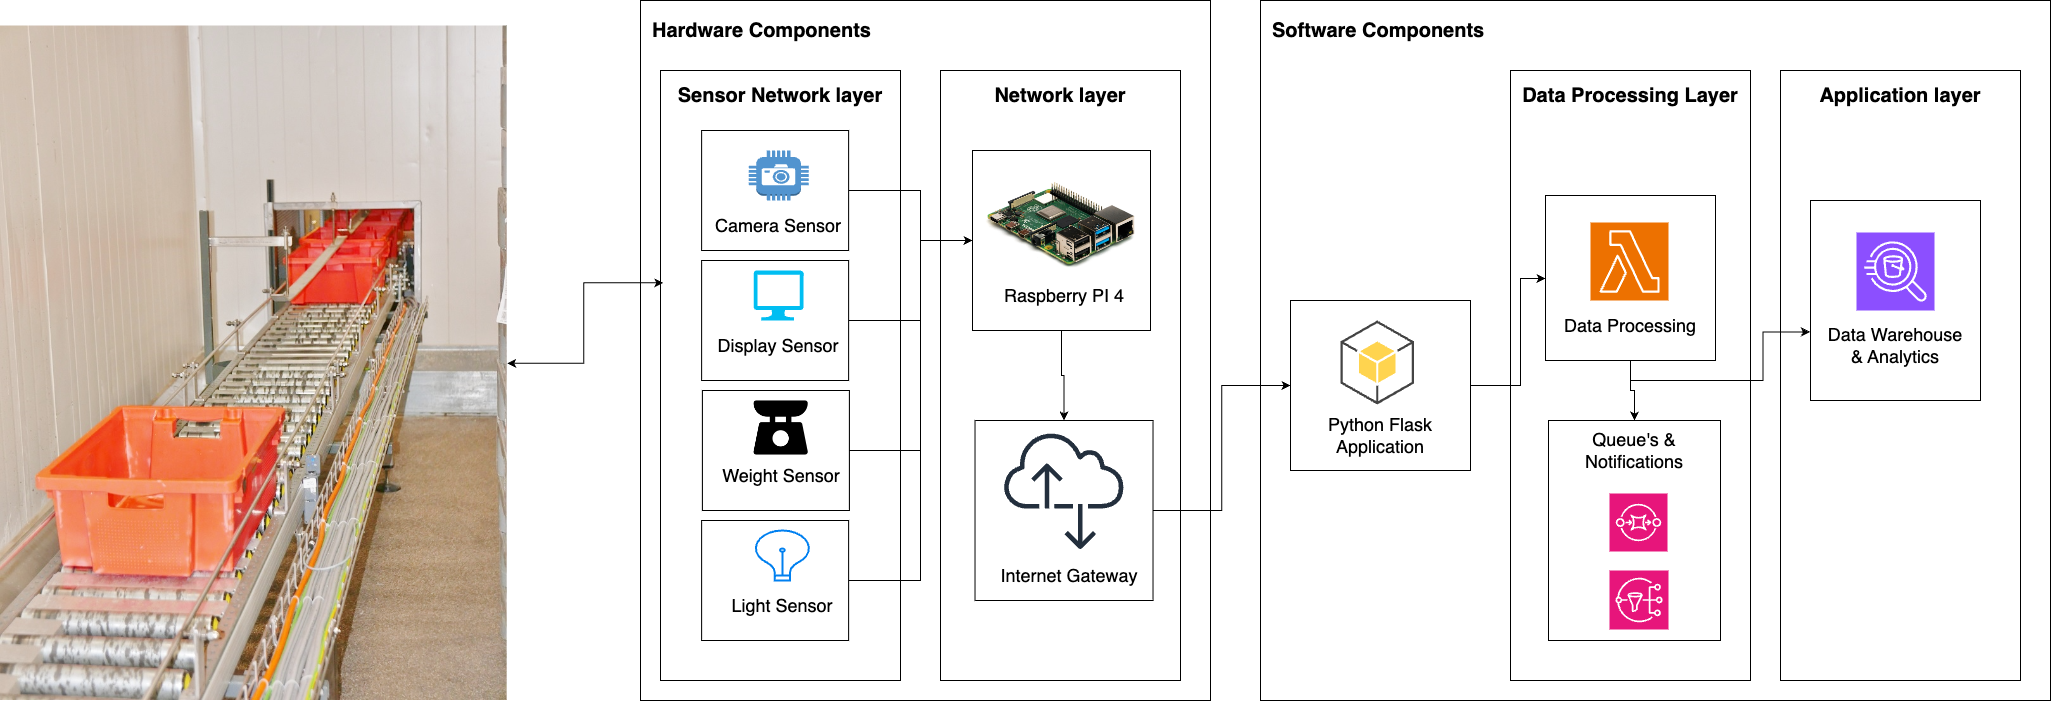 Hardware Components
Sensor Network layer
Camera Sensor
Display Sensor
Weight Sensor
Light Sensor
Network layer
Raspberry PI 4
Internet Gateway
Software Components
Python Flask
Application
Data Processing Layer
Data Processing
Queue's &
Notifications
Application layer
Data Warehouse
& Analytics